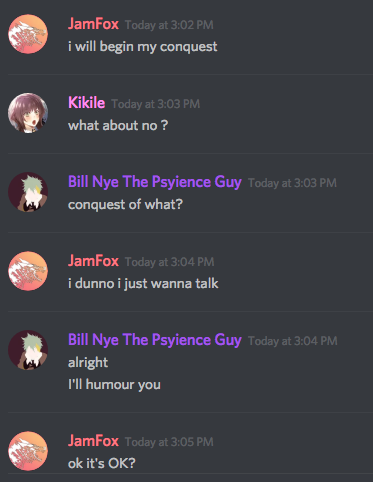 JamFox Today at 3:02 PM
i will begin my conquest
Kikile Today at 3:03 PM
what about no ?
Bill Nye The Psyience Guy Today at 3:03 PM
conquest of what?
JamFox Today at 3:04 PM
i dunno i just wanna talk
Bill Nye The Psyience Guy Today at 3:04 PM
alright
I'll humour you
JamFox Today at 3:05 PM
ok it's OK?